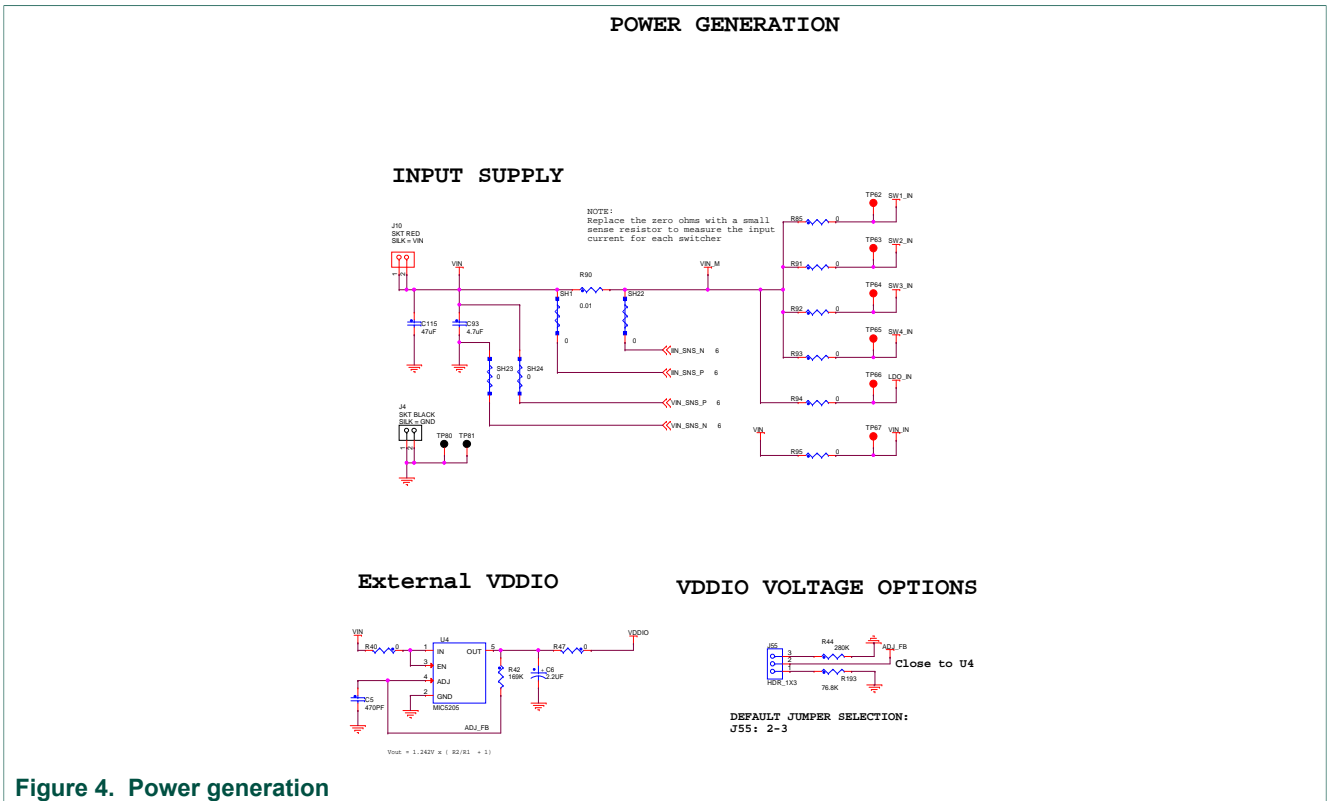 POWER GENERATION
INPUT SUPPLY
NOTE:
Replace the zero ohms with a small
sense resistor to measure the input
current for each switcher
J10
SKT RED
SILK = VIN
1
2
VIN
C115
47uF
C93
4.7uF
SH1
0
R90
0.01
SH22
0
VIN_M
SH23
0
SH24
0
IIN_SNS_N 6
IIN_SNS_P 6
VIN_SNS_P 6
VIN_SNS_N 6
J4
SKT BLACK
SILK = GND
1
2
TP80
TP81
R85 0
TP62 SW1_IN
R91 0
TP63 SW2_IN
R92 0
TP64 SW3_IN
R93 0
TP65 SW4_IN
R94 0
TP66 LDO_IN
VIN
R95 0
TP67 VIN_IN
External VDDIO
VIN
R40 0
U4
1 IN
3 EN
4 ADJ
2 GND
OUT 5
MIC5205
C5
470PF
R42
169K
C6
2.2UF
R47 0
VDDIO
ADJ_FB
Vout = 1.242V x ( R2/R1 + 1)
VDDIO VOLTAGE OPTIONS
J55
3
2
1
HDR_1X3
R44
280K
ADJ_FB
Close to U4
R193
76.8K
DEFAULT JUMPER SELECTION:
J55: 2-3
Figure 4. Power generation